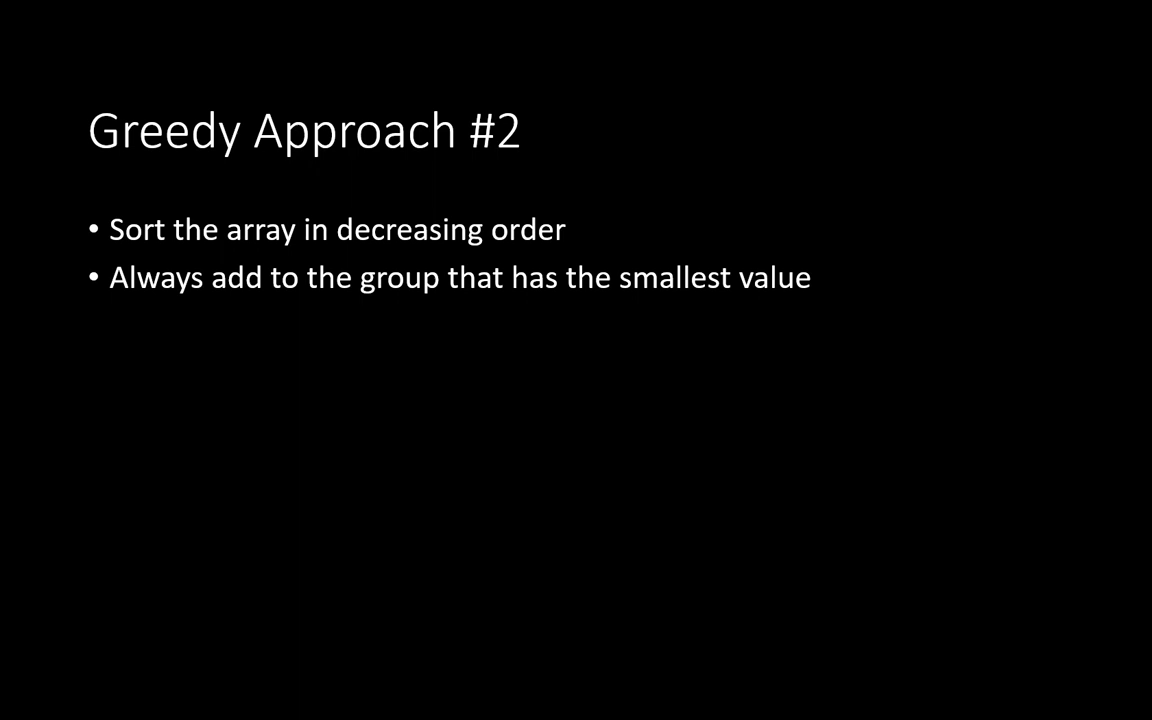 Greedy Approach #2
• Sort the array in decreasing order
• Always add to the group that has the smallest value